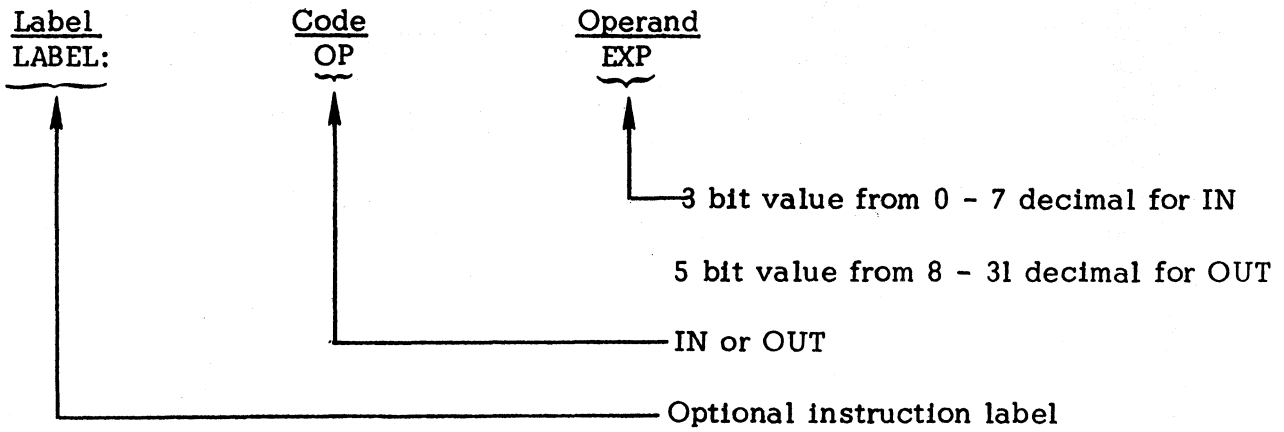 Label Code Operand
LABEL: OP EXP
3 bit value from 0 - 7 decimal for IN
5 bit value from 8 - 31 decimal for OUT
IN or OUT
Optional instruction label